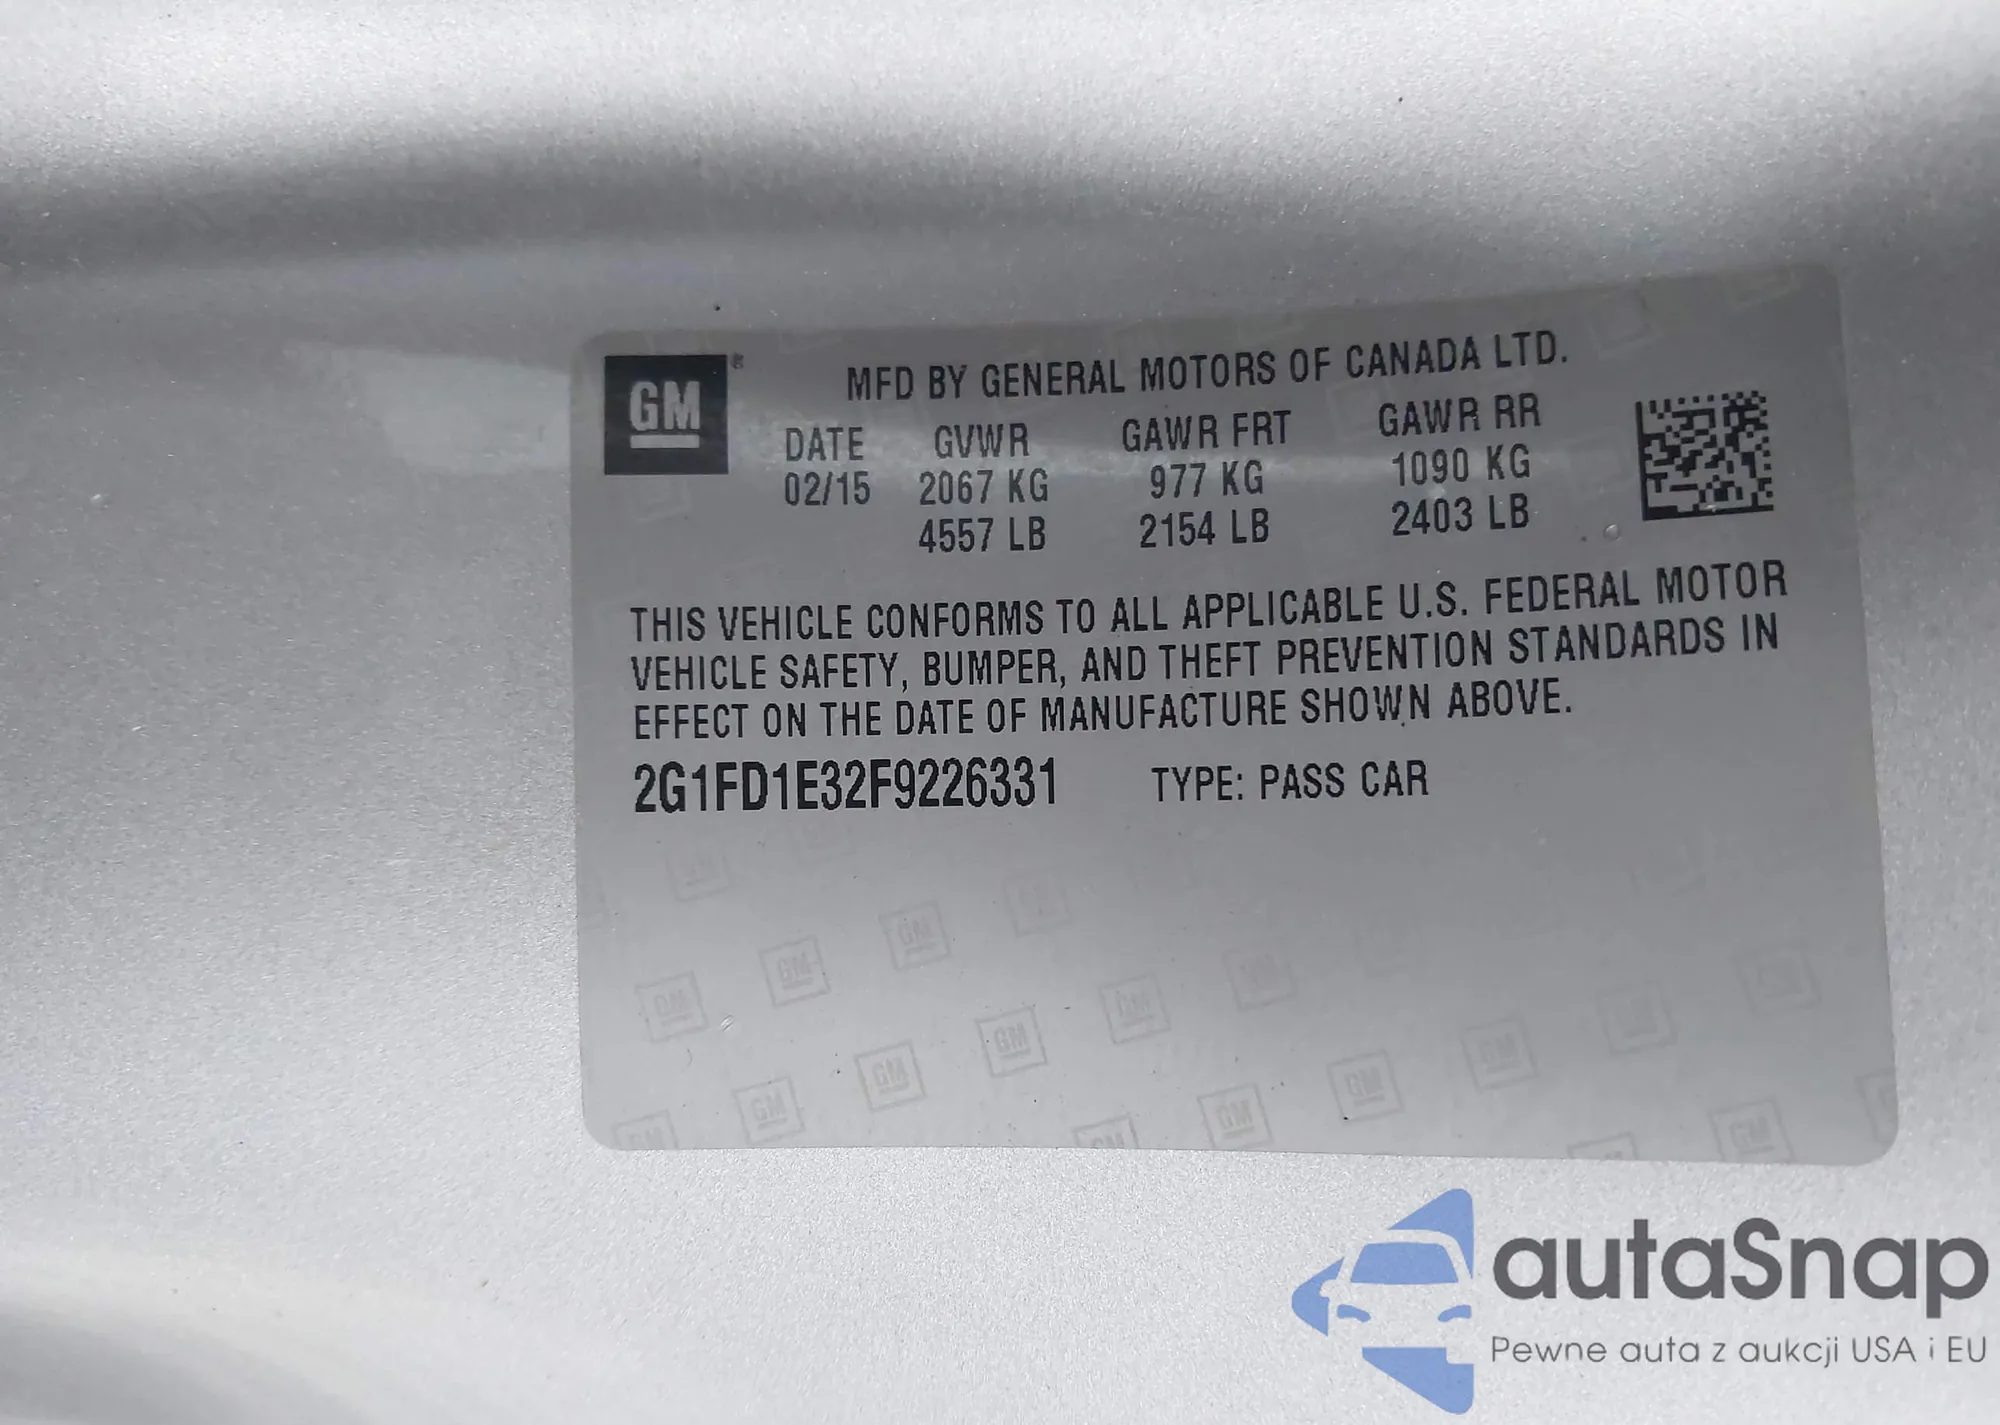 GM
MFD BY GENERAL MOTORS OF CANADA LTD.
DATE GVWR GAWR FRT GAWR RR
02/15 2067 KG 977 KG 1090 KG
4557 LB 2154 LB 2403 LB
THIS VEHICLE CONFORMS TO ALL APPLICABLE U.S. FEDERAL MOTOR
VEHICLE SAFETY, BUMPER, AND THEFT PREVENTION STANDARDS IN
EFFECT ON THE DATE OF MANUFACTURE SHOWN ABOVE.
2G1FD1E32F9226331 TYPE: PASS CAR
autaSnap
Pewne auta z aukcji USA i EU